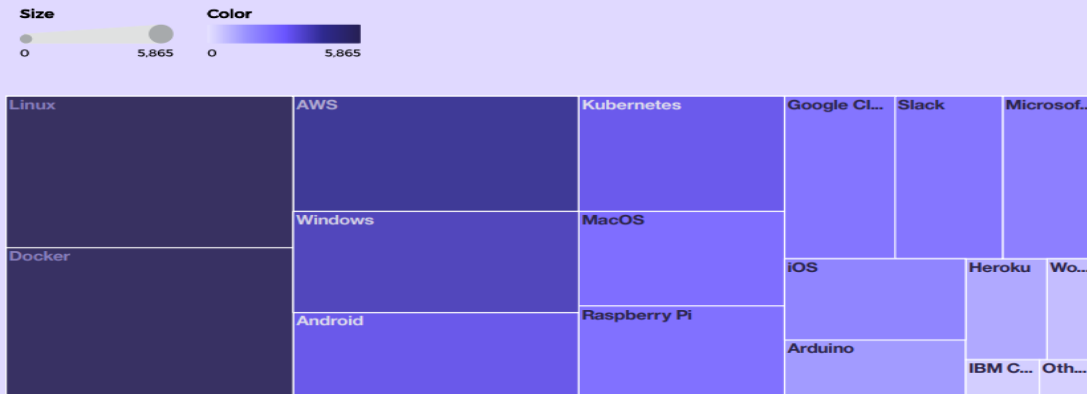 Size Color
0 5,865 0 5,865
Linux AWS Kubernetes Google Cl... Slack Microsof...
Windows MacOS
Docker iOS Heroku Wo...
Android Raspberry Pi
Arduino
IBM C... Oth...